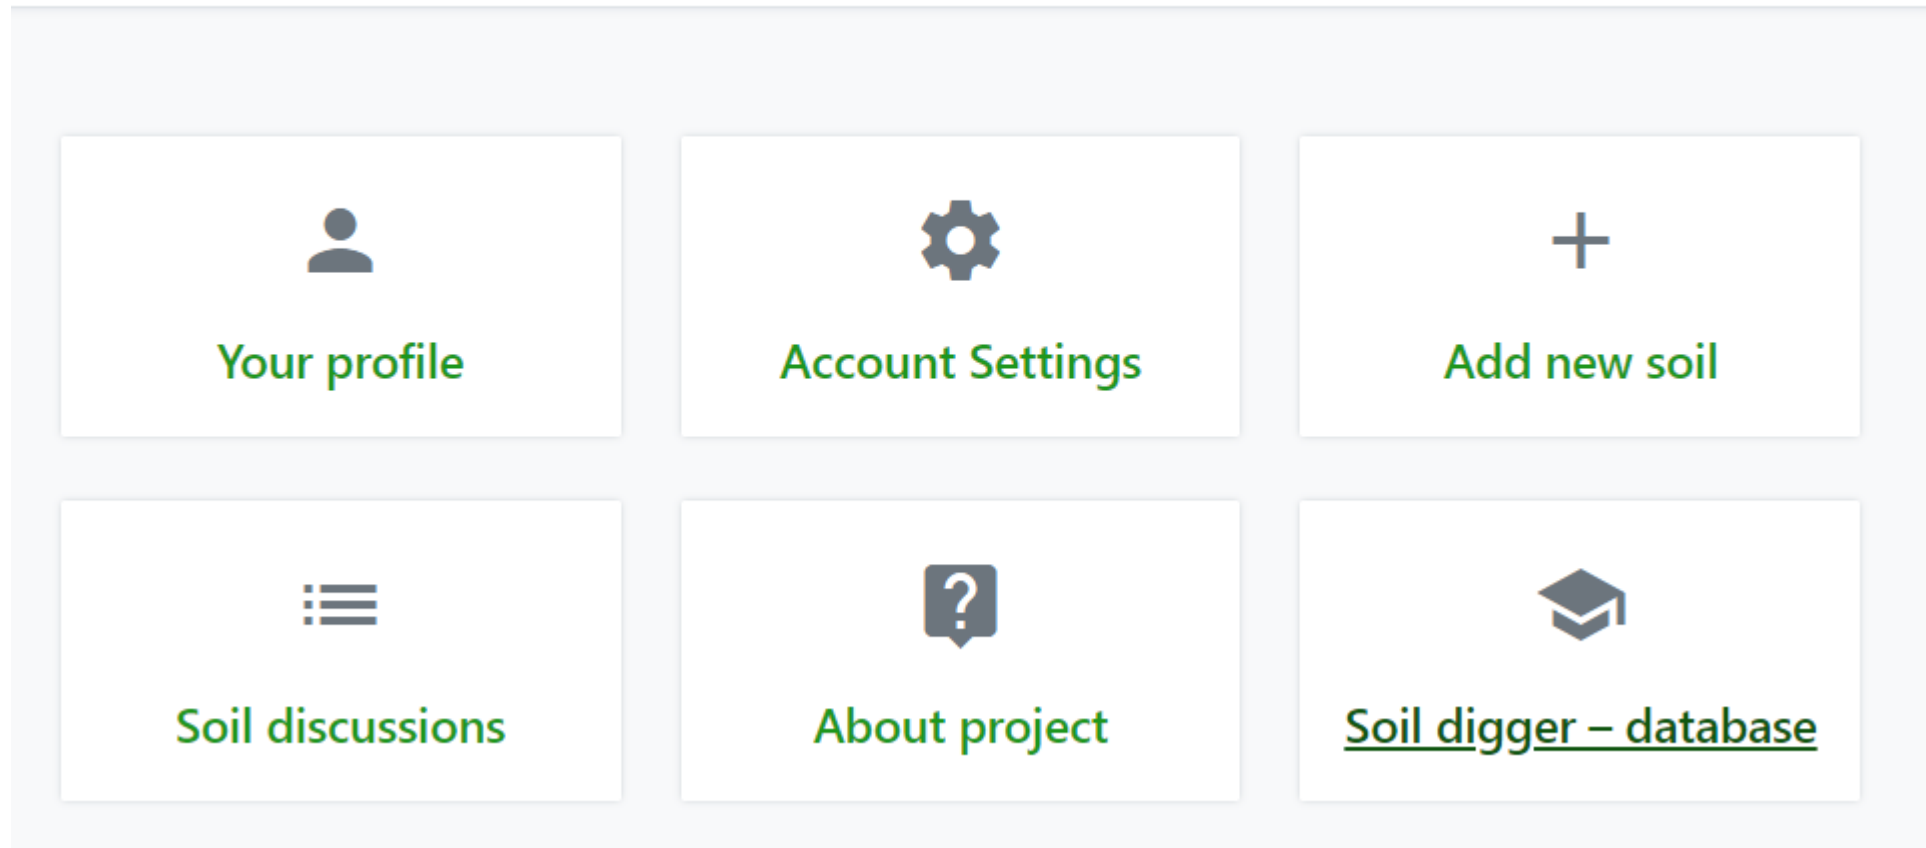 Your profile
Account Settings
Add new soil
Soil discussions
About project
Soil digger – database